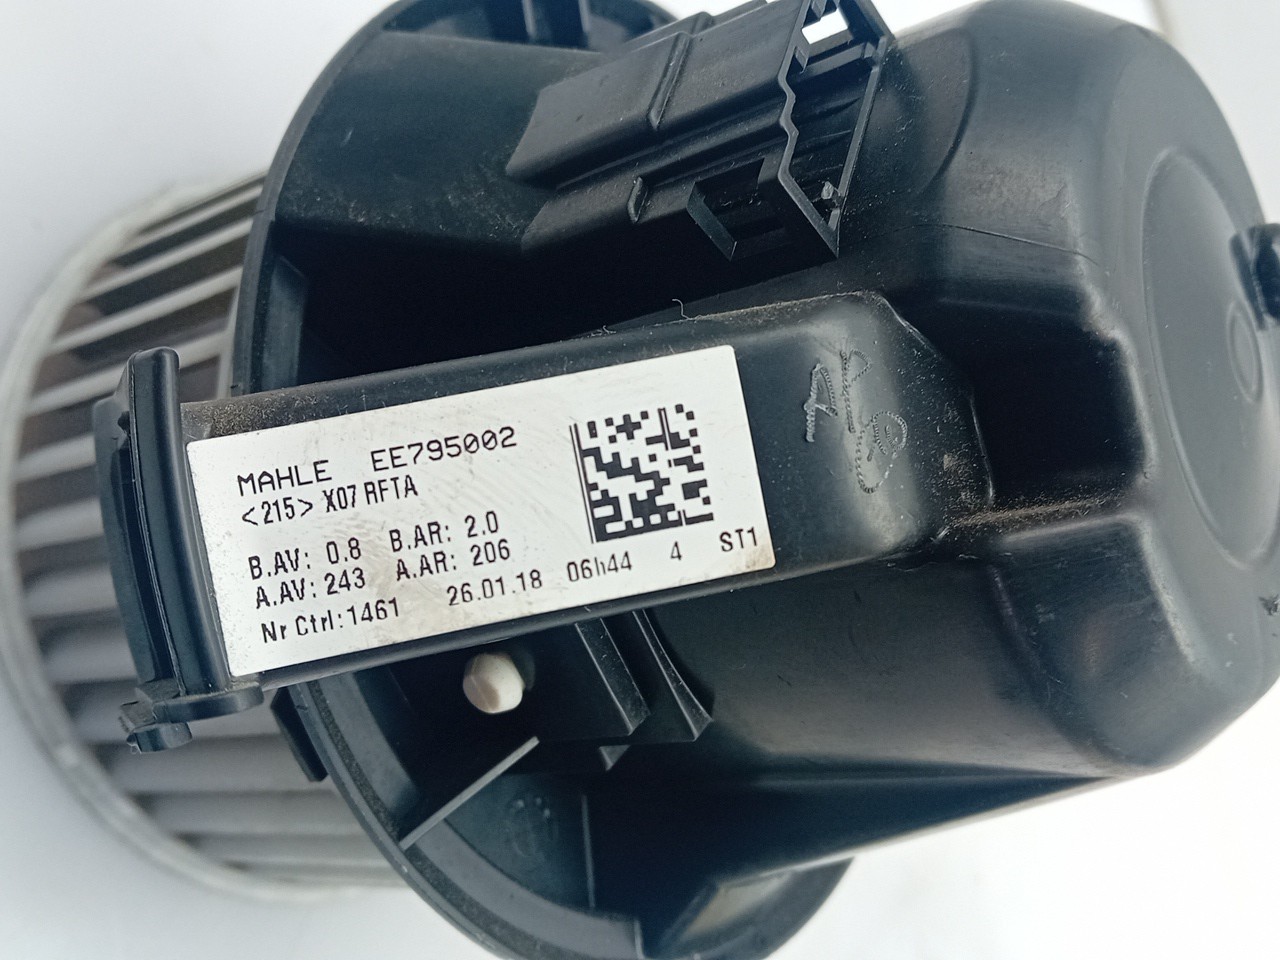 MAHLE EE795002
<215> X07 RFTA
B.AV: 0.8 B.AR: 2.0
A.AV: 243 A.AR: 206
Nr Ctrl: 1461 26.01.18 06h44 4 ST1